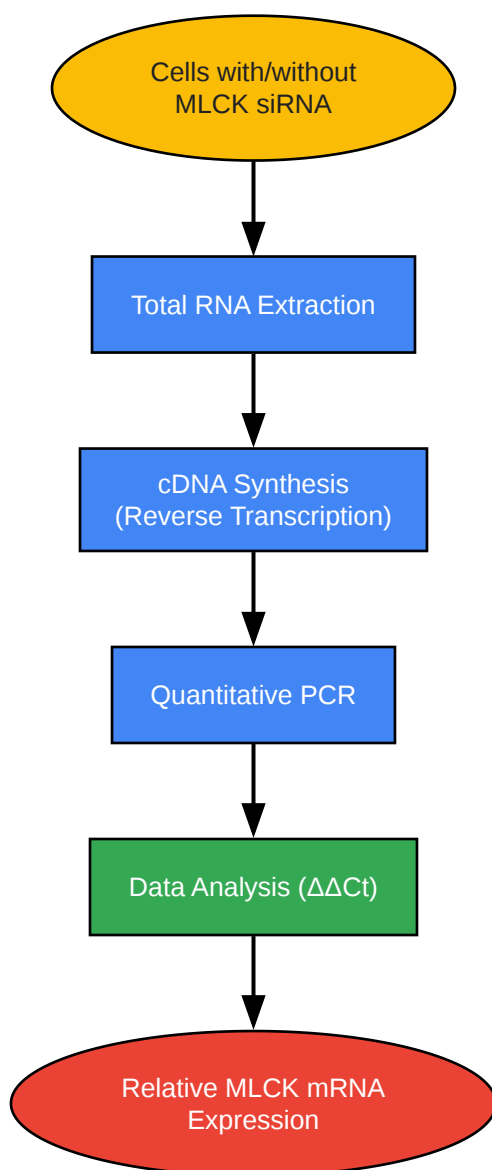 Cells with/without
MLCK siRNA
Total RNA Extraction
cDNA Synthesis
(Reverse Transcription)
Quantitative PCR
Data Analysis (ΔΔCt)
Relative MLCK mRNA
Expression